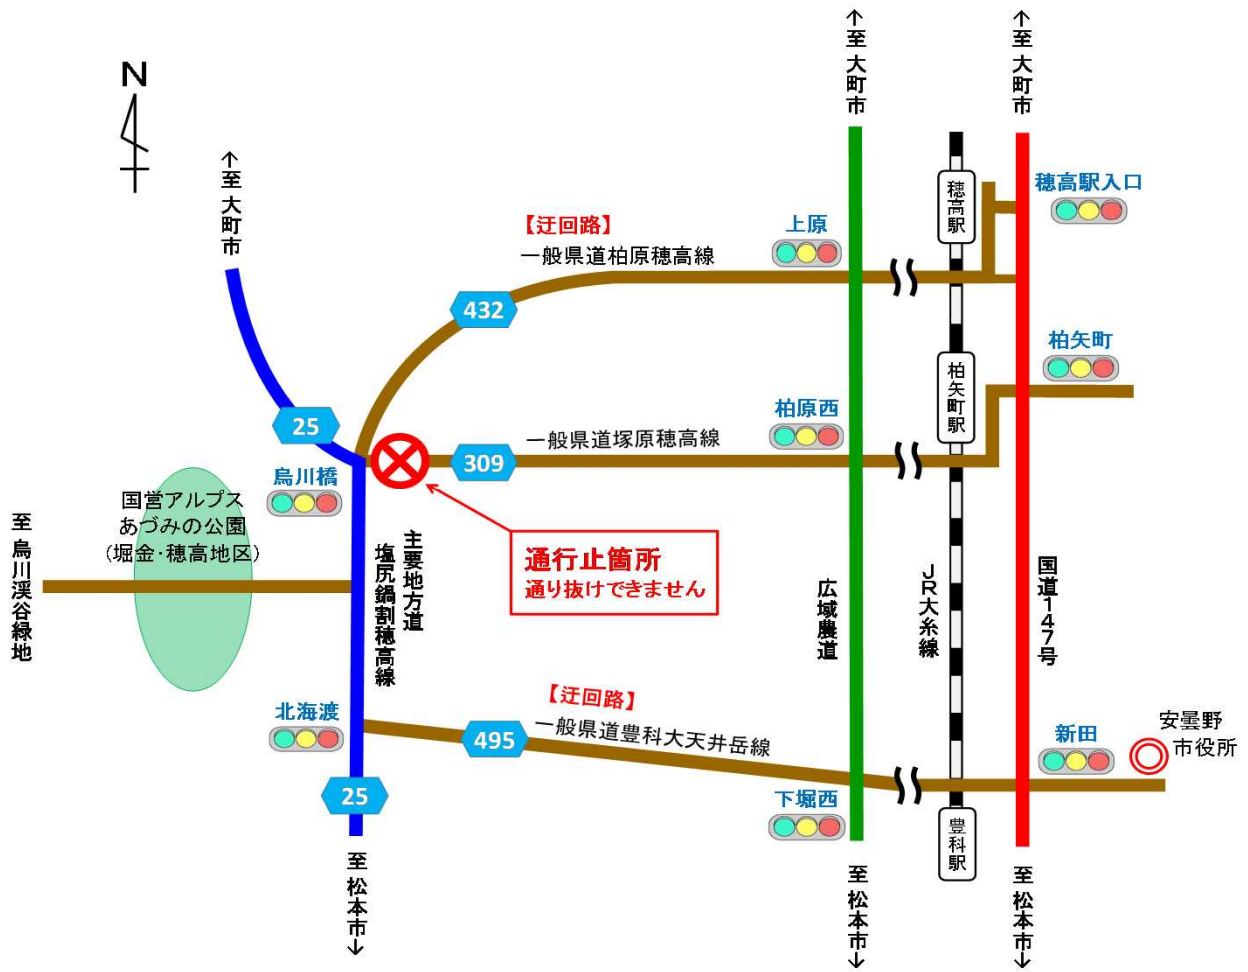 N
↑至 大町市
↑至 大町市
↑至 大町市
穂高駅
穂高駅入口
上原
【迂回路】
一般県道柏原穂高線
432
柏矢町
柏矢町駅
25
柏原西
一般県道塚原穂高線
309
烏川橋
国営アルプス
あづみの公園
(堀金・穂高地区)
至 烏川渓谷緑地
主要地方道
塩尻鍋割穂高線
通行止箇所
通り抜けできません
広域農道
JR大糸線
国道147号
北海渡
【迂回路】
一般県道豊科大天井岳線
495
新田
安曇野
市役所
25
下堀西
豊科駅
至 松本市↓
至 松本市↓
至 松本市↓